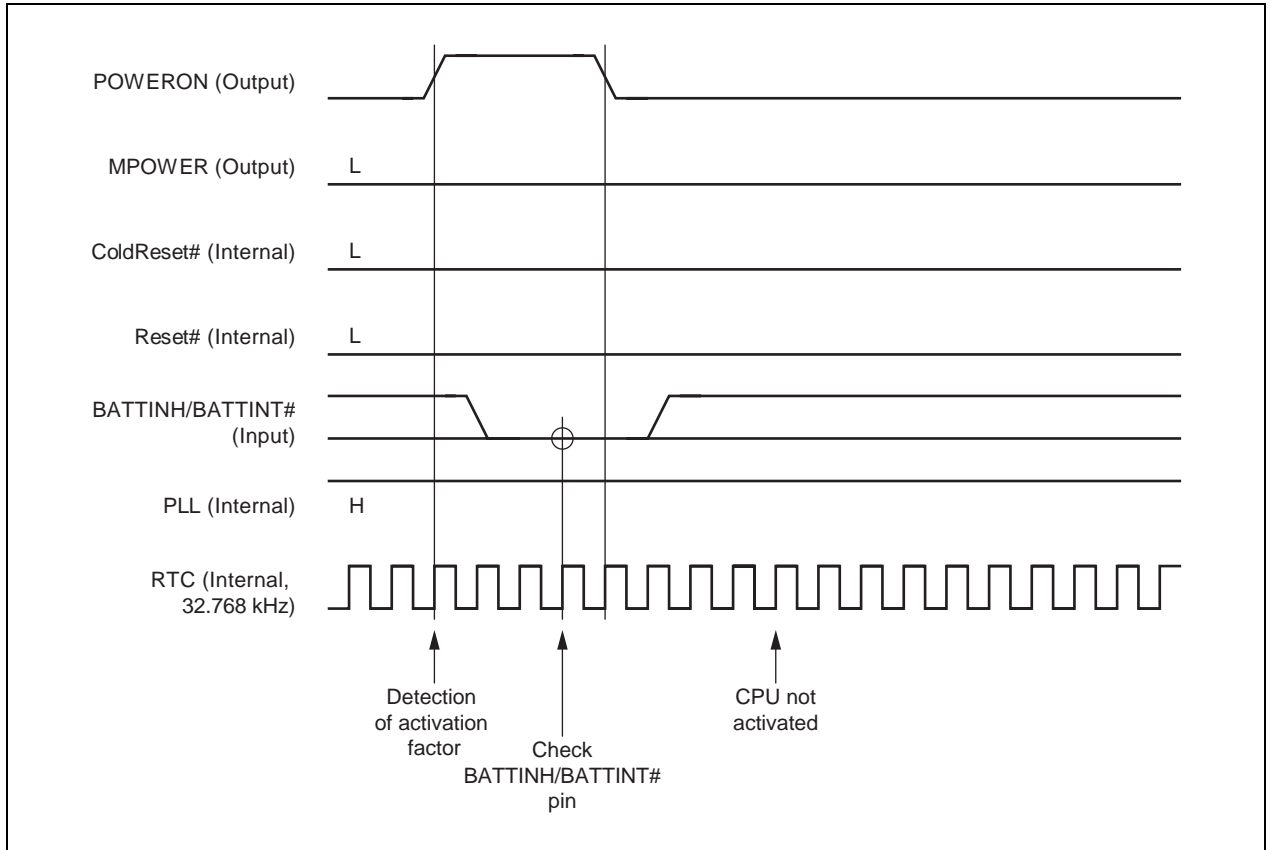 POWERON (Output)
MPOWER (Output)
L
ColdReset# (Internal)
L
Reset# (Internal)
L
BATTINH/BATTINT#
(Input)
PLL (Internal)
H
RTC (Internal,
32.768 kHz)
Detection
of activation
factor
Check
BATTINH/BATTINT#
pin
CPU not
activated